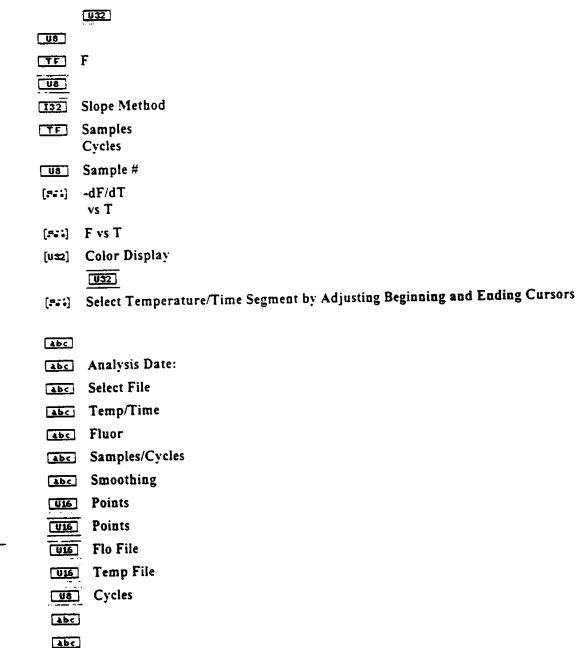 U32
U8
TF F
U8
I32 Slope Method
TF Samples
Cycles
U8 Sample #
-dF/dT
vs T
F vs T
[U32] Color Display
U32
Select Temperature/Time Segment by Adjusting Beginning and Ending Cursors
abc
abc Analysis Date:
abc Select File
abc Temp/Time
abc Fluor
abc Samples/Cycles
abc Smoothing
U16 Points
U16 Points
U16 Flo File
U16 Temp File
U8 Cycles
abc
abc